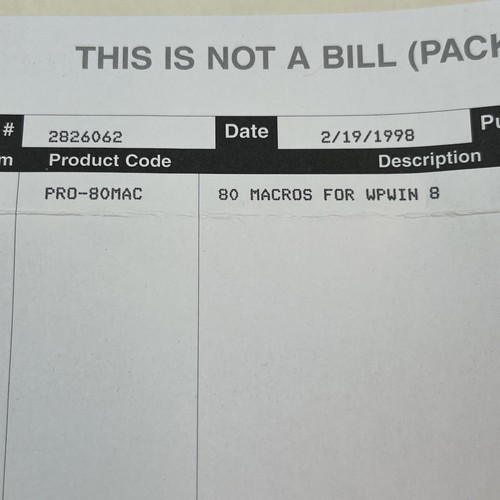 THIS IS NOT A BILL (PACK
# 2826062 Date 2/19/1998 Pu
m Product Code Description
PRO-80MAC 80 MACROS FOR WPWIN 8